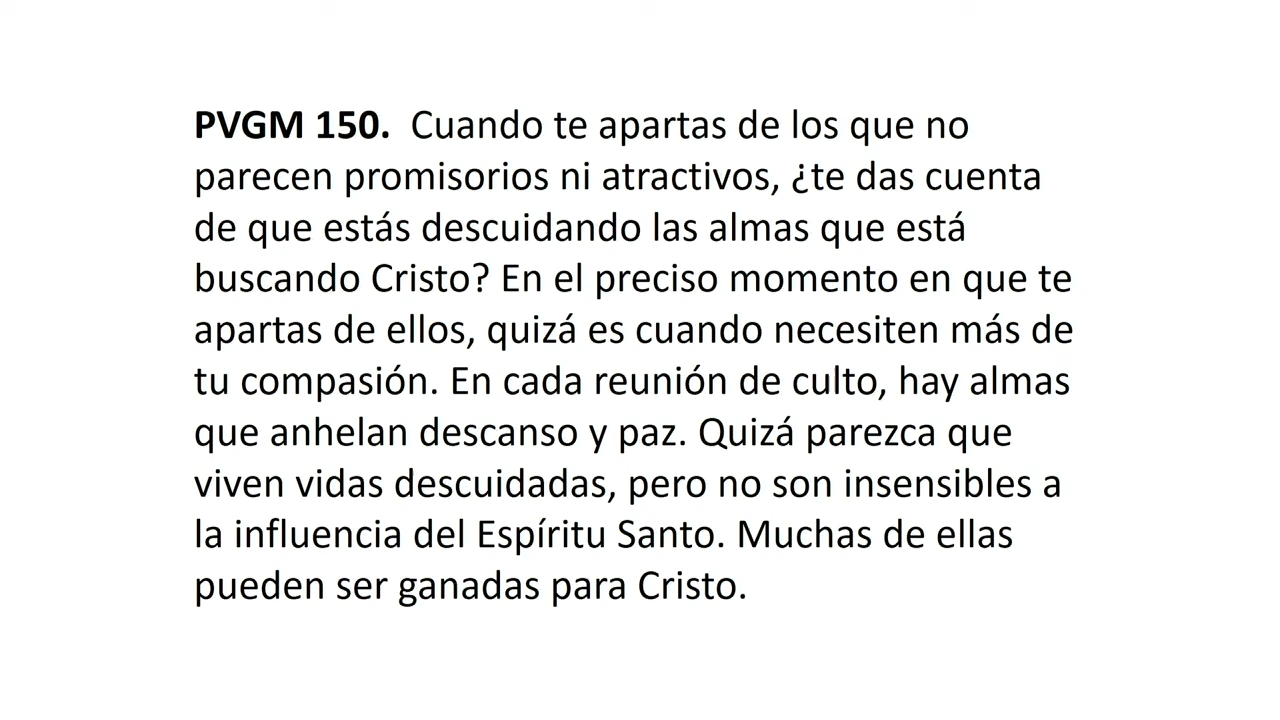 PVGM 150. Cuando te apartas de los que no
parecen promisorios ni atractivos, ¿te das cuenta
de que estás descuidando las almas que está
buscando Cristo? En el preciso momento en que te
apartas de ellos, quizá es cuando necesiten más de
tu compasión. En cada reunión de culto, hay almas
que anhelan descanso y paz. Quizá parezca que
viven vidas descuidadas, pero no son insensibles a
la influencia del Espíritu Santo. Muchas de ellas
pueden ser ganadas para Cristo.